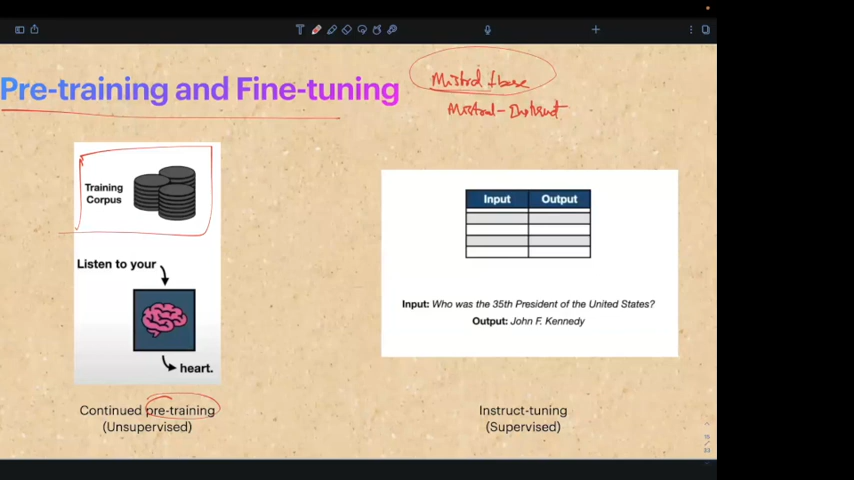 Pre-training and Fine-tuning
Mistral base
Mistral-Instruct
Training
Corpus
Listen to your
heart.
Continued pre-training
(Unsupervised)
Input Output
Input: Who was the 35th President of the United States?
Output: John F. Kennedy
Instruct-tuning
(Supervised)